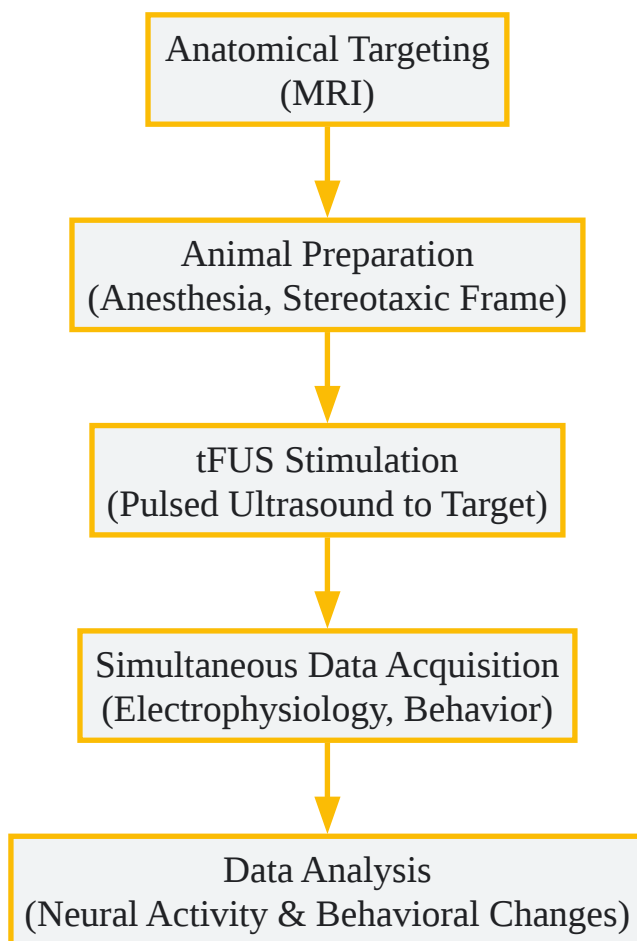 Anatomical Targeting
(MRI)
Animal Preparation
(Anesthesia, Stereotaxic Frame)
tFUS Stimulation
(Pulsed Ultrasound to Target)
Simultaneous Data Acquisition
(Electrophysiology, Behavior)
Data Analysis
(Neural Activity & Behavioral Changes)